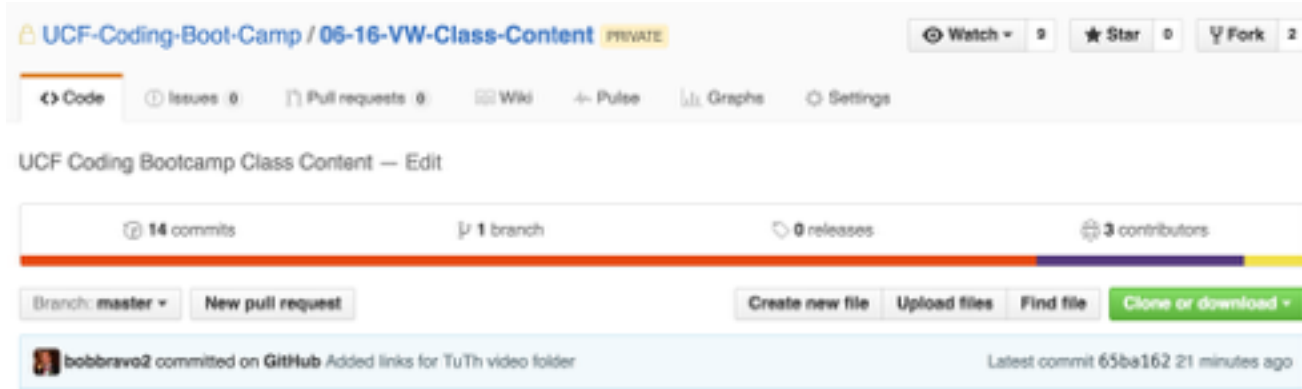 UCF-Coding-Boot-Camp / 06-16-VW-Class-Content PRIVATE Watch 9 Star 0 Fork 2
Code Issues 0 Pull requests 0 Wiki Pulse Graphs Settings
UCF Coding Bootcamp Class Content — Edit
14 commits 1 branch 0 releases 3 contributors
Branch: master New pull request Create new file Upload files Find file Clone or download
bobbravo2 committed on GitHub Added links for TuTh video folder Latest commit 65ba162 21 minutes ago